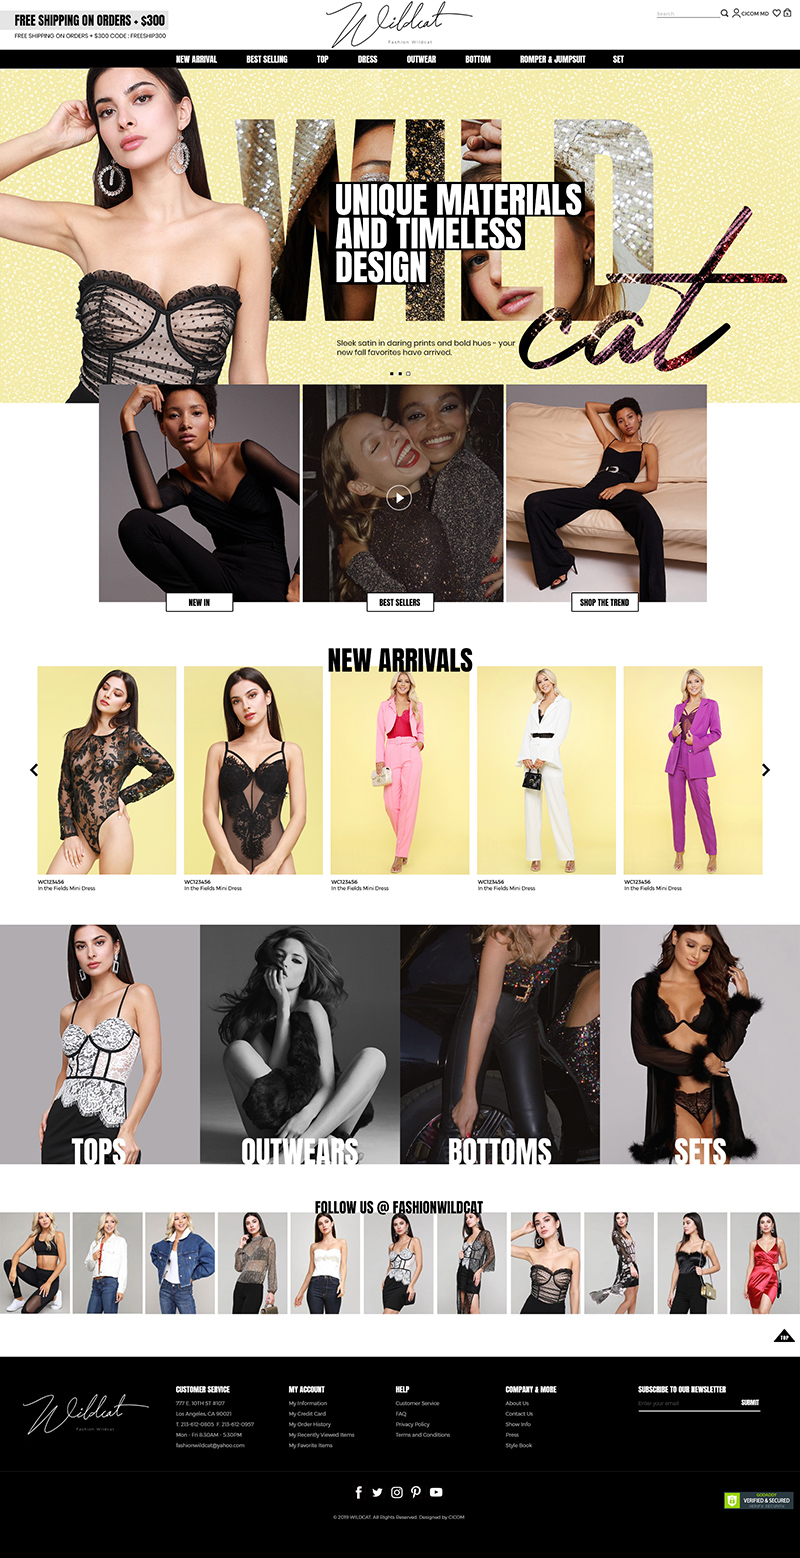 FREE SHIPPING ON ORDERS + $300
FREE SHIPPING ON ORDERS + $300 CODE : FREESHIP300
Wildcat
Fashion Wildcat
Search
CICOM MD
NEW ARRIVAL BEST SELLING TOP DRESS OUTWEAR BOTTOM ROMPER & JUMPSUIT SET
WILD
cat
UNIQUE MATERIALS
AND TIMELESS
DESIGN
Sleek satin in daring prints and bold hues - your
new fall favorites have arrived.
NEW IN
BEST SELLERS
SHOP THE TREND
NEW ARRIVALS
WC123456
In the Fields Mini Dress
WC123456
In the Fields Mini Dress
WC123456
In the Fields Mini Dress
WC123456
In the Fields Mini Dress
WC123456
In the Fields Mini Dress
TOPS
OUTWEARS
BOTTOMS
SETS
FOLLOW US @ FASHIONWILDCAT
TOP
Wildcat
Fashion Wildcat
CUSTOMER SERVICE
777 E. 10TH ST #107
Los Angeles, CA 90021
T. 213-612-0805 F. 213-612-0957
Mon - Fri 8:30AM - 5:30PM
fashionwildcat@yahoo.com
MY ACCOUNT
My Information
My Credit Card
My Order History
My Recently Viewed Items
My Favorite Items
HELP
Customer Service
FAQ
Privacy Policy
Terms and Conditions
COMPANY & MORE
About Us
Contact Us
Show Info
Press
Style Book
SUBSCRIBE TO OUR NEWSLETTER
Enter your email
SUBMIT
GODADDY
VERIFIED & SECURED
VERIFY SECURITY
© 2019 WILDCAT. All Rights Reserved. Designed by CICOM